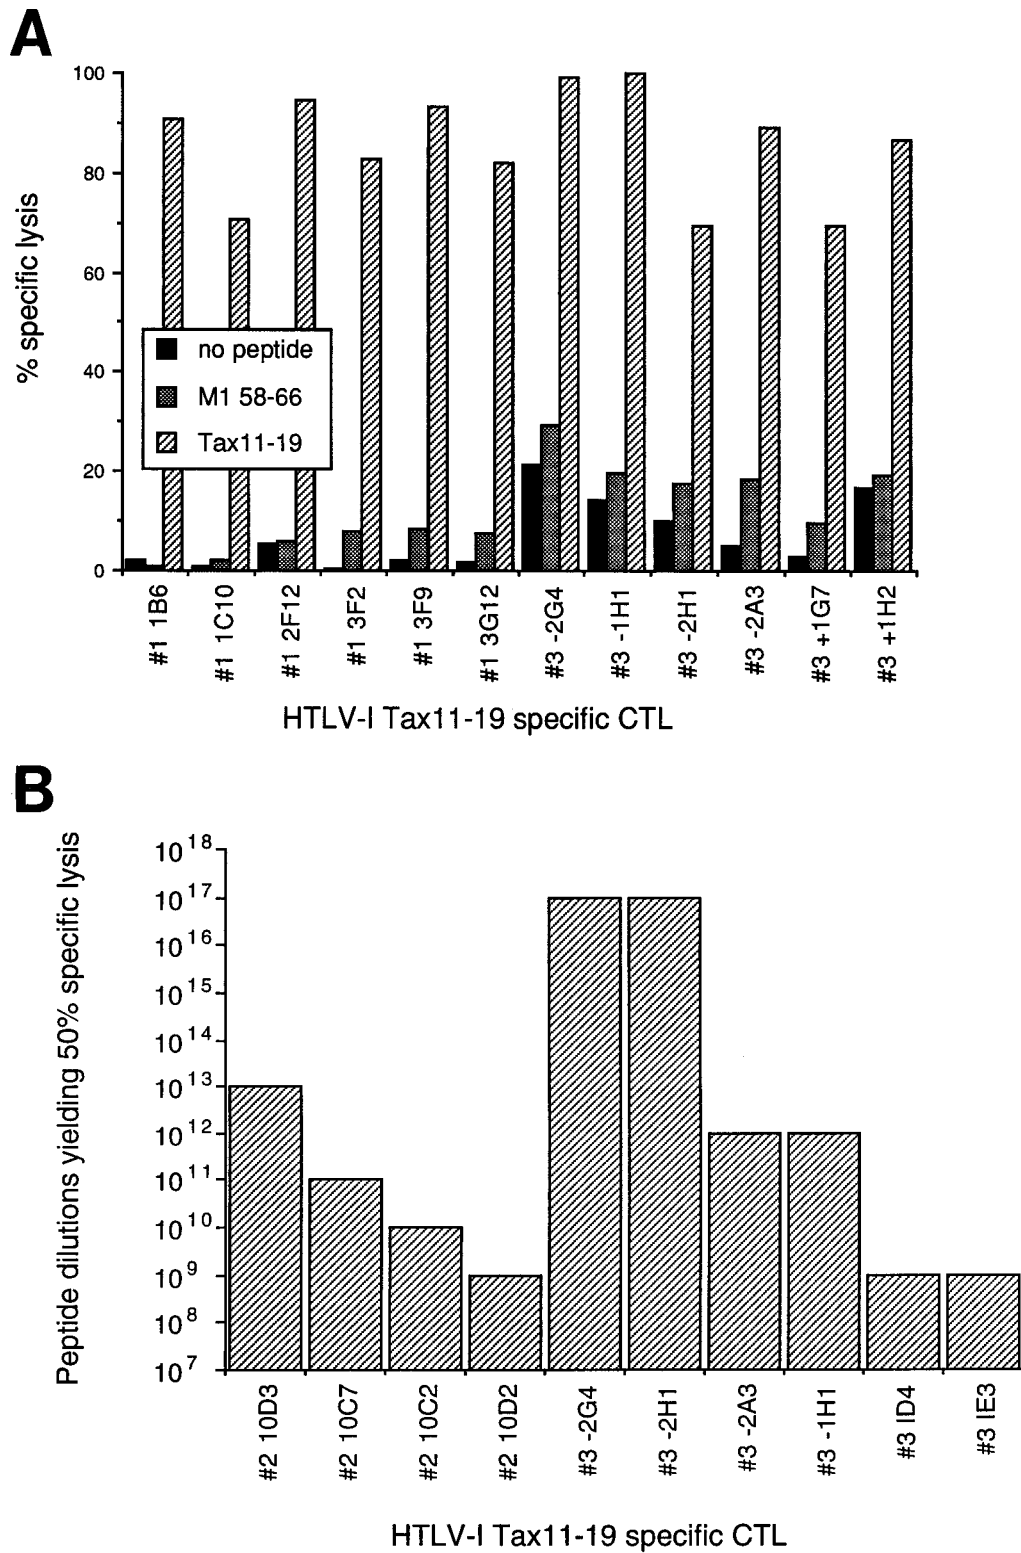 A
% specific lysis
100
80
60
40
20
0
no peptide
M1 58-66
Tax11-19
#1 1B6
#1 1C10
#1 2F12
#1 3F2
#1 3F9
#1 3G12
#3 -2G4
#3 -1H1
#3 -2H1
#3 -2A3
#3 +1G7
#3 +1H2
HTLV-I Tax11-19 specific CTL
B
Peptide dilutions yielding 50% specific lysis
10 18
10 17
10 16
10 15
10 14
10 13
10 12
10 11
10 10
10 9
10 8
10 7
#2 10D3
#2 10C7
#2 10C2
#2 10D2
#3 -2G4
#3 -2H1
#3 -2A3
#3 -1H1
#3 ID4
#3 IE3
HTLV-I Tax11-19 specific CTL